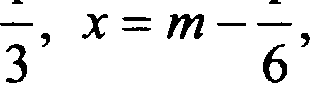 3, x = m − 6,